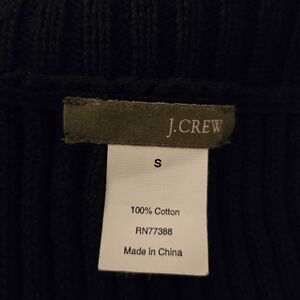 J.CREW
S
100% Cotton
RN77388
Made in China